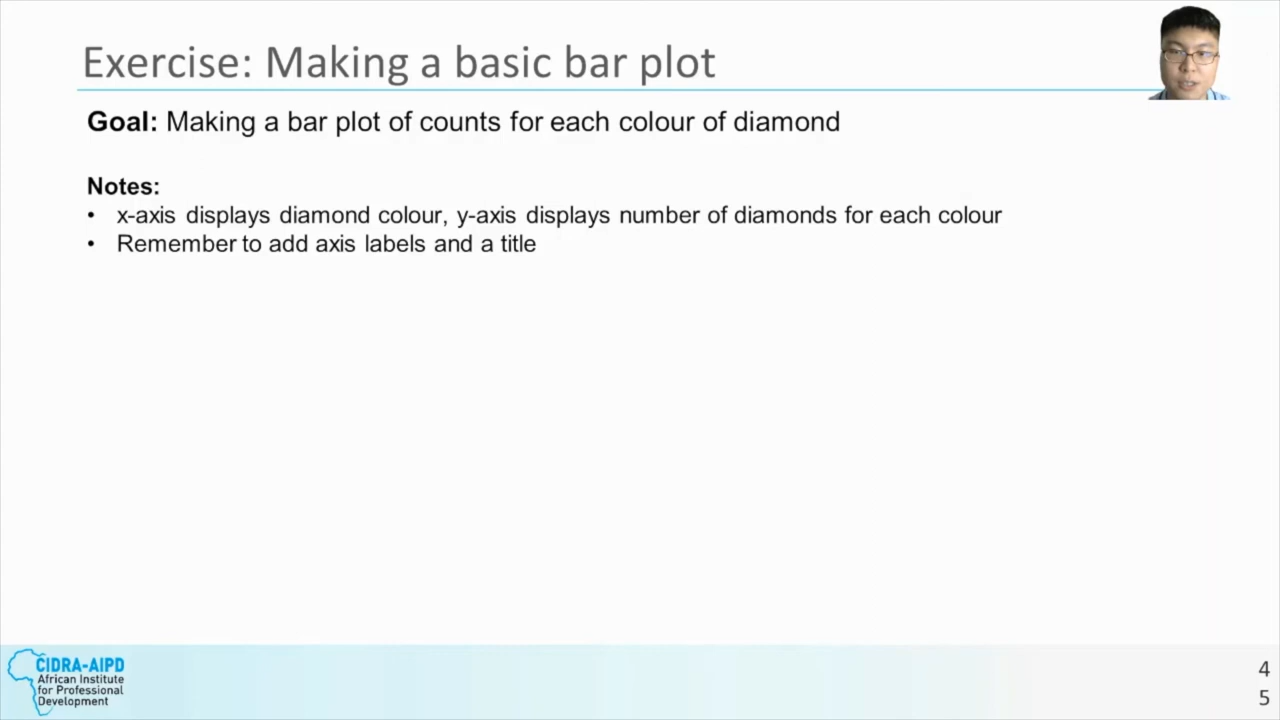 Exercise: Making a basic bar plot
Goal: Making a bar plot of counts for each colour of diamond
Notes:
• x-axis displays diamond colour, y-axis displays number of diamonds for each colour
• Remember to add axis labels and a title
CIDRA-AIPD
African Institute
for Professional
Development
4
5